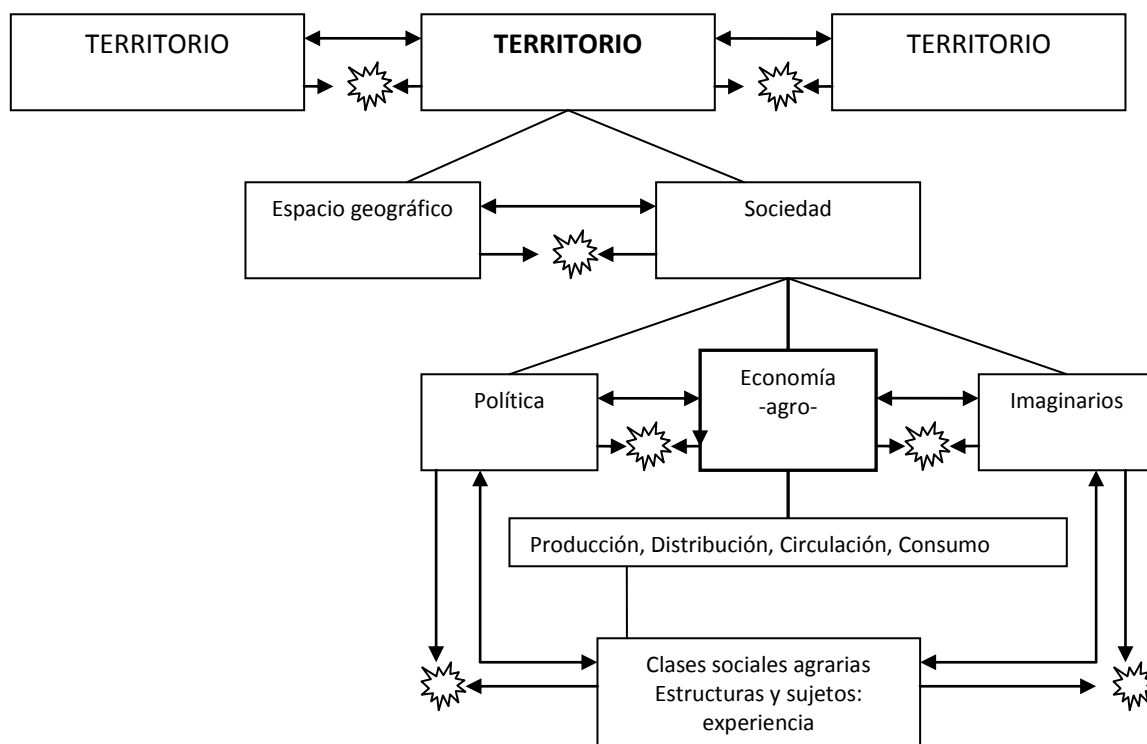 TERRITORIO
TERRITORIO
TERRITORIO
Espacio geográfico
Sociedad
Política
Economía
-agro-
Imaginarios
Producción, Distribución, Circulación, Consumo
Clases sociales agrarias
Estructuras y sujetos:
experiencia